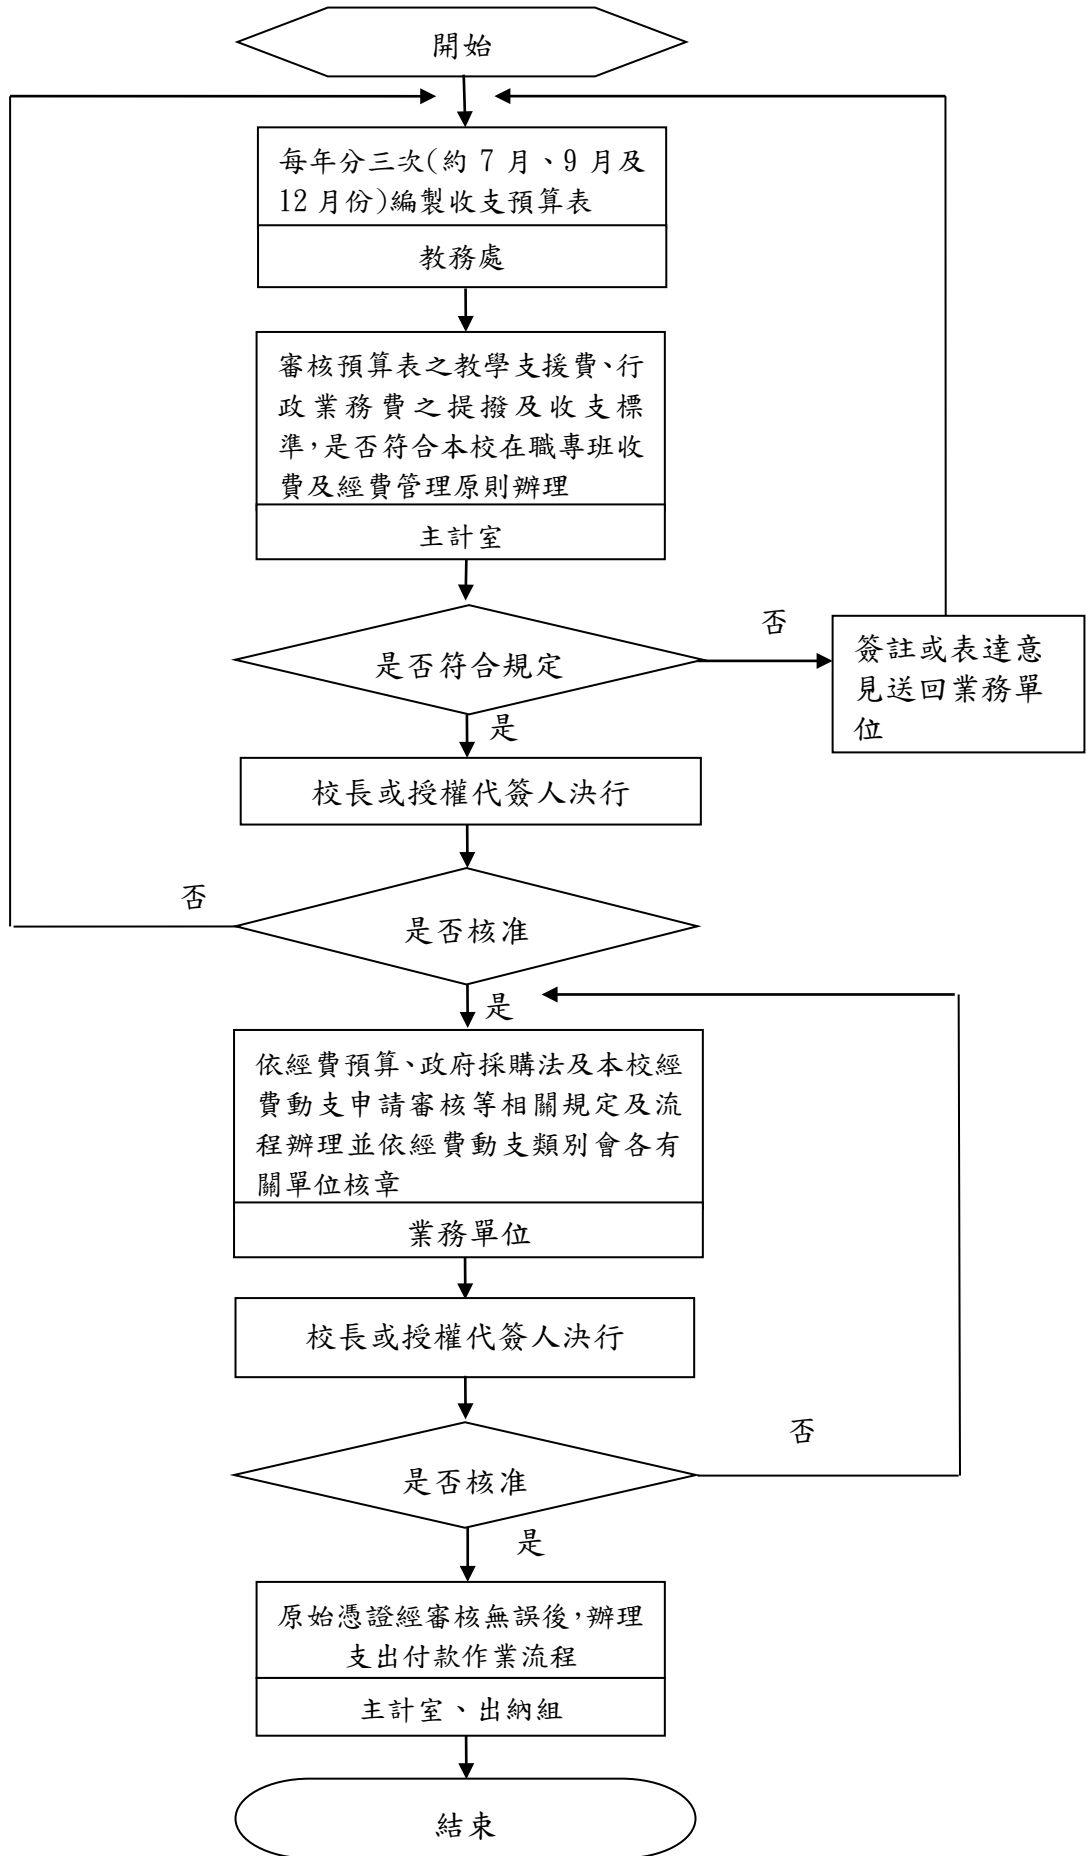 開始
每年分三次(約 7 月、9 月及
12 月份)編製收支預算表
教務處
審核預算表之教學支援費、行
政業務費之提撥及收支標
準,是否符合本校在職專班收
費及經費管理原則辦理
主計室
是否符合規定
否
簽註或表達意
見送回業務單
位
是
校長或授權代簽人決行
否
是否核准
是
依經費預算、政府採購法及本校經
費動支申請審核等相關規定及流
程辦理並依經費動支類別會各有
關單位核章
業務單位
校長或授權代簽人決行
否
是否核准
是
原始憑證經審核無誤後,辦理
支出付款作業流程
主計室、出納組
結束